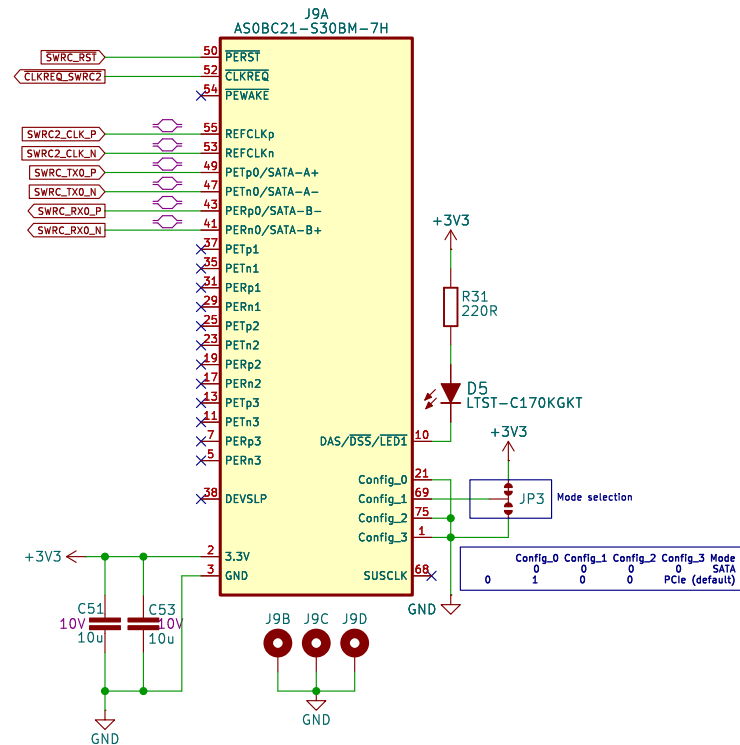 J9A
AS0BC21-S30BM-7H
SWRC_RST 50 PERST
CLKREQ_SWRC2 52 CLKREQ
54 PEWAKE
SWRC2_CLK_P 55 REFCLKp
SWRC2_CLK_N 53 REFCLKn
SWRC_TX0_P 49 PETp0/SATA-A+
SWRC_TX0_N 47 PETn0/SATA-A-
SWRC_RX0_P 43 PERp0/SATA-B-
SWRC_RX0_N 41 PERn0/SATA-B+
37 PETp1
35 PETn1
31 PERp1
29 PERn1
25 PETp2
23 PETn2
19 PERp2
17 PERn2
13 PETp3
11 PETn3
7 PERp3
5 PERn3
38 DEVSLP
+3V3 2 3.3V
3 GND
+3V3
R31
220R
D5
LTST-C170KGKT
DAS/DSS/LED1 10
+3V3
Config_0 21
Config_1 69
JP3 Mode selection
Config_2 75
Config_3 1
SUSCLK 68
GND
Config_0 Config_1 Config_2 Config_3 Mode
0 0 0 0 SATA
0 1 0 0 PCIe (default)
C51
10V
10u
C53
10V
10u
GND
J9B J9C J9D
GND